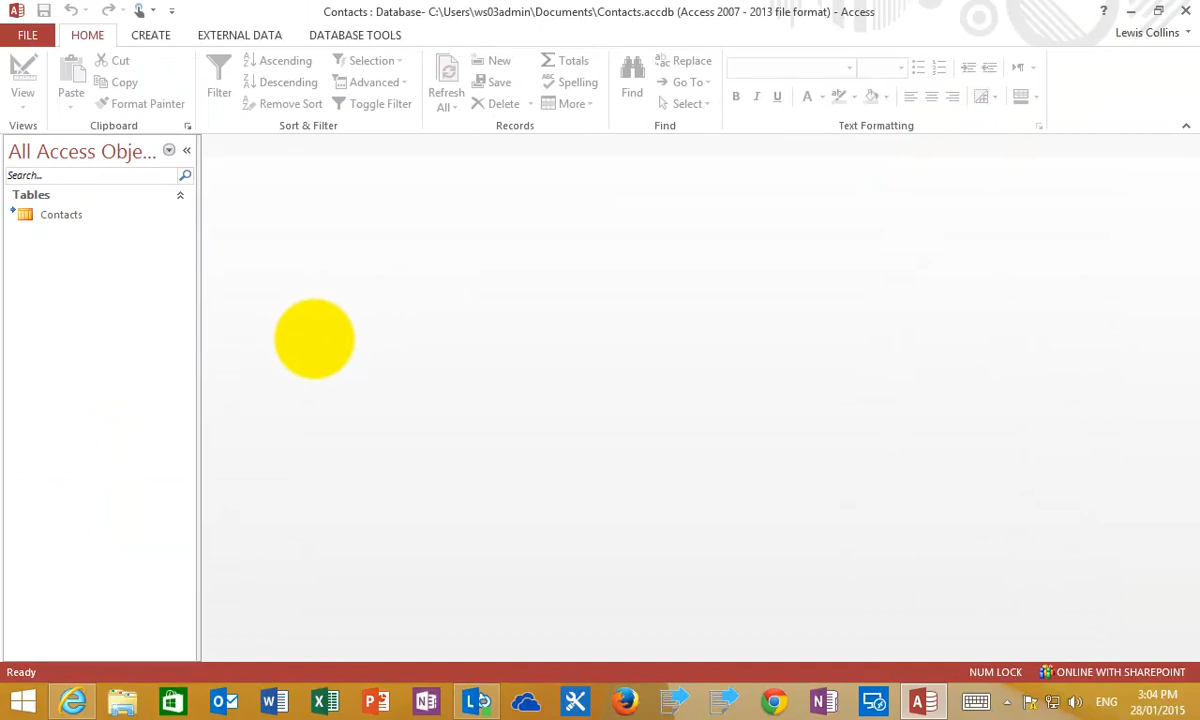 Contacts : Database- C:\Users\ws03admin\Documents\Contacts.accdb (Access 2007 - 2013 file format) - Access
?
FILE HOME CREATE EXTERNAL DATA DATABASE TOOLS Lewis Collins
View
Views
Paste
Cut
Copy
Format Painter
Clipboard
Filter
Ascending
Descending
Remove Sort
Selection
Advanced
Toggle Filter
Sort & Filter
Refresh
All
New
Save
Delete
Totals
Spelling
More
Records
Find
Replace
Go To
Select
Find
B I U A
Text Formatting
All Access Obje...
Search...
Tables
Contacts
Ready NUM LOCK ONLINE WITH SHAREPOINT
ENG 3:04 PM
28/01/2015